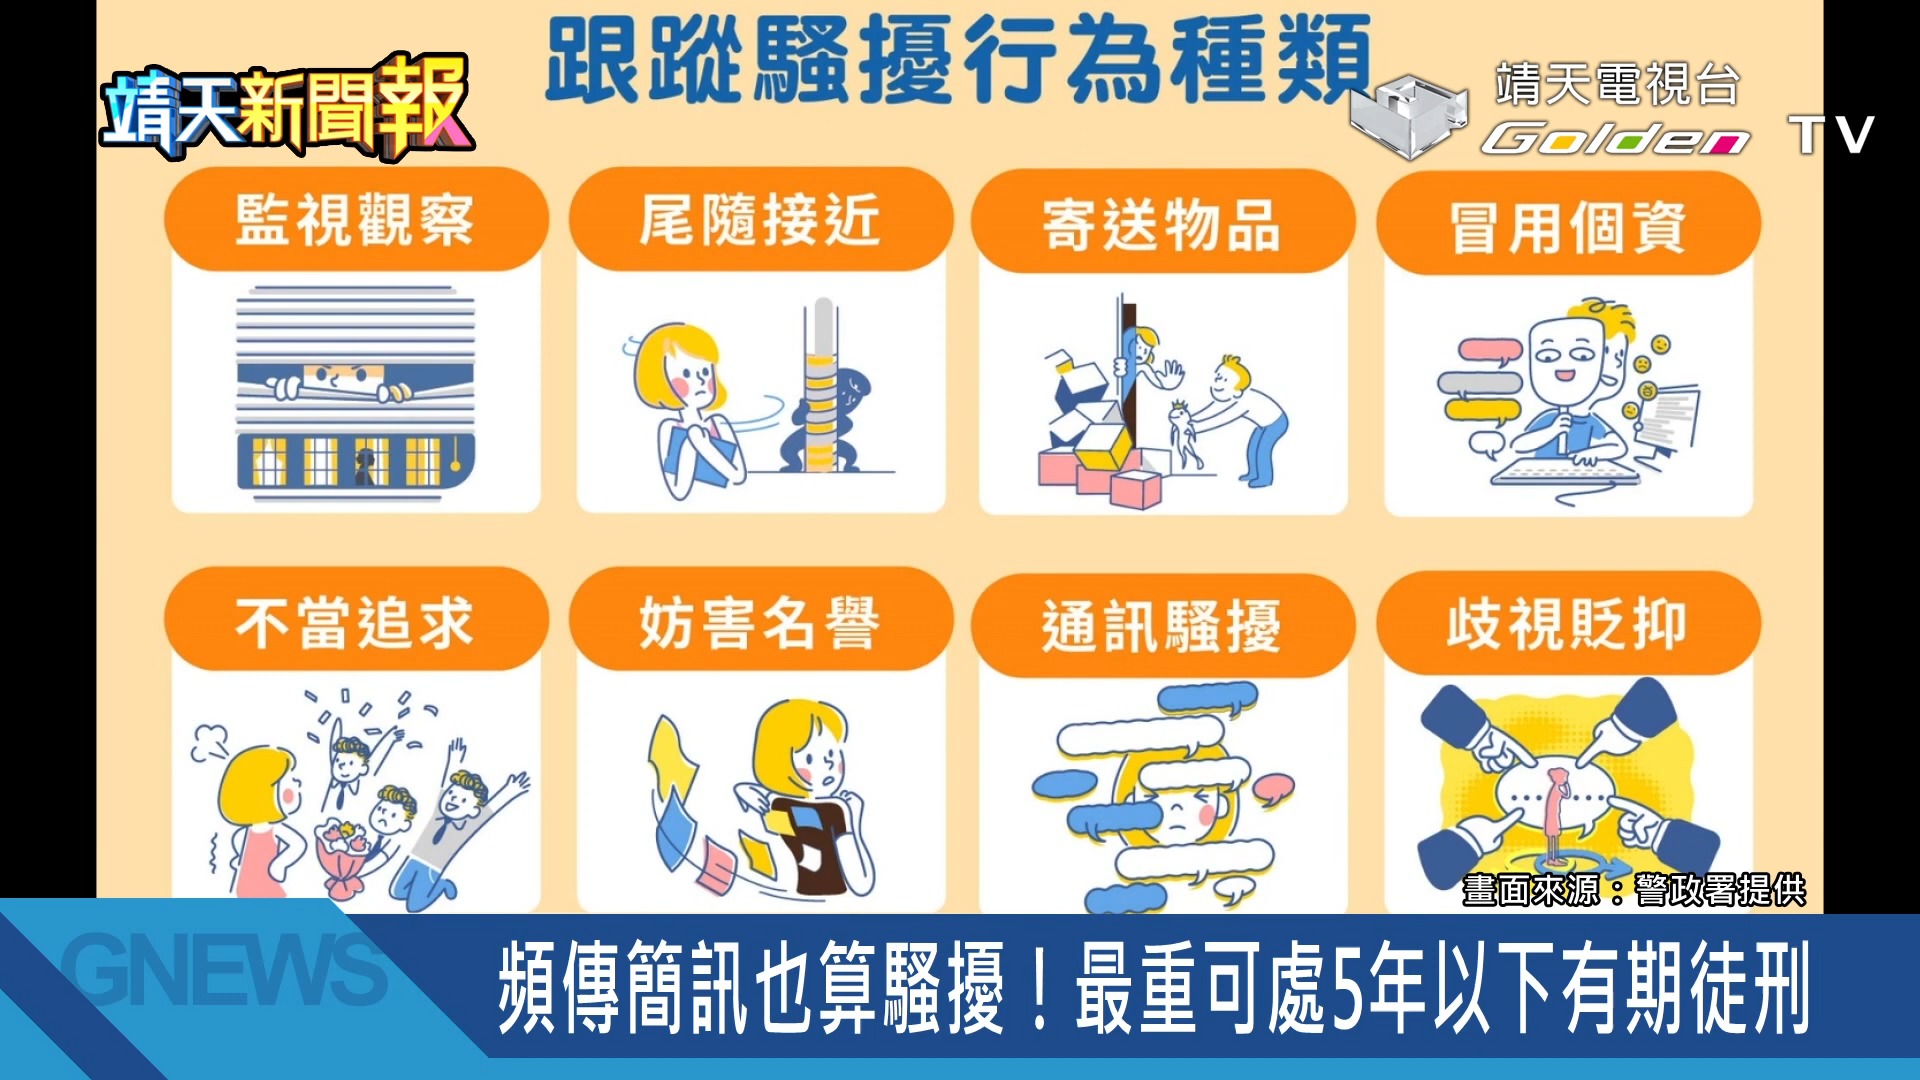 跟蹤騷擾行為種類
靖天新聞報
靖天電視台
Golden TV
監視觀察
尾隨接近
寄送物品
冒用個資
不當追求
妨害名譽
通訊騷擾
歧視貶抑
畫面來源：警政署提供
GNEWS
頻傳簡訊也算騷擾！最重可處5年以下有期徒刑